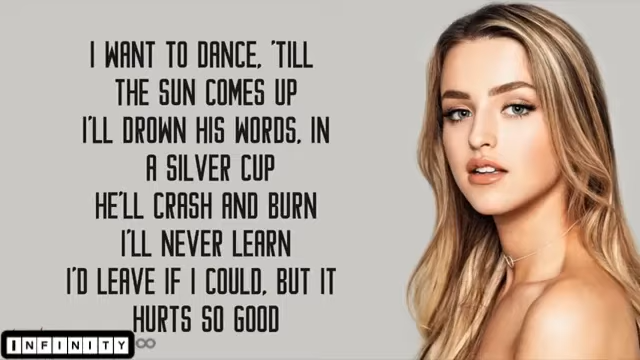 I WANT TO DANCE, 'TILL
THE SUN COMES UP
I'LL DROWN HIS WORDS, IN
A SILVER CUP
HE'LL CRASH AND BURN
I'LL NEVER LEARN
I'D LEAVE IF I COULD, BUT IT
HURTS SO GOOD
INFINITY ∞